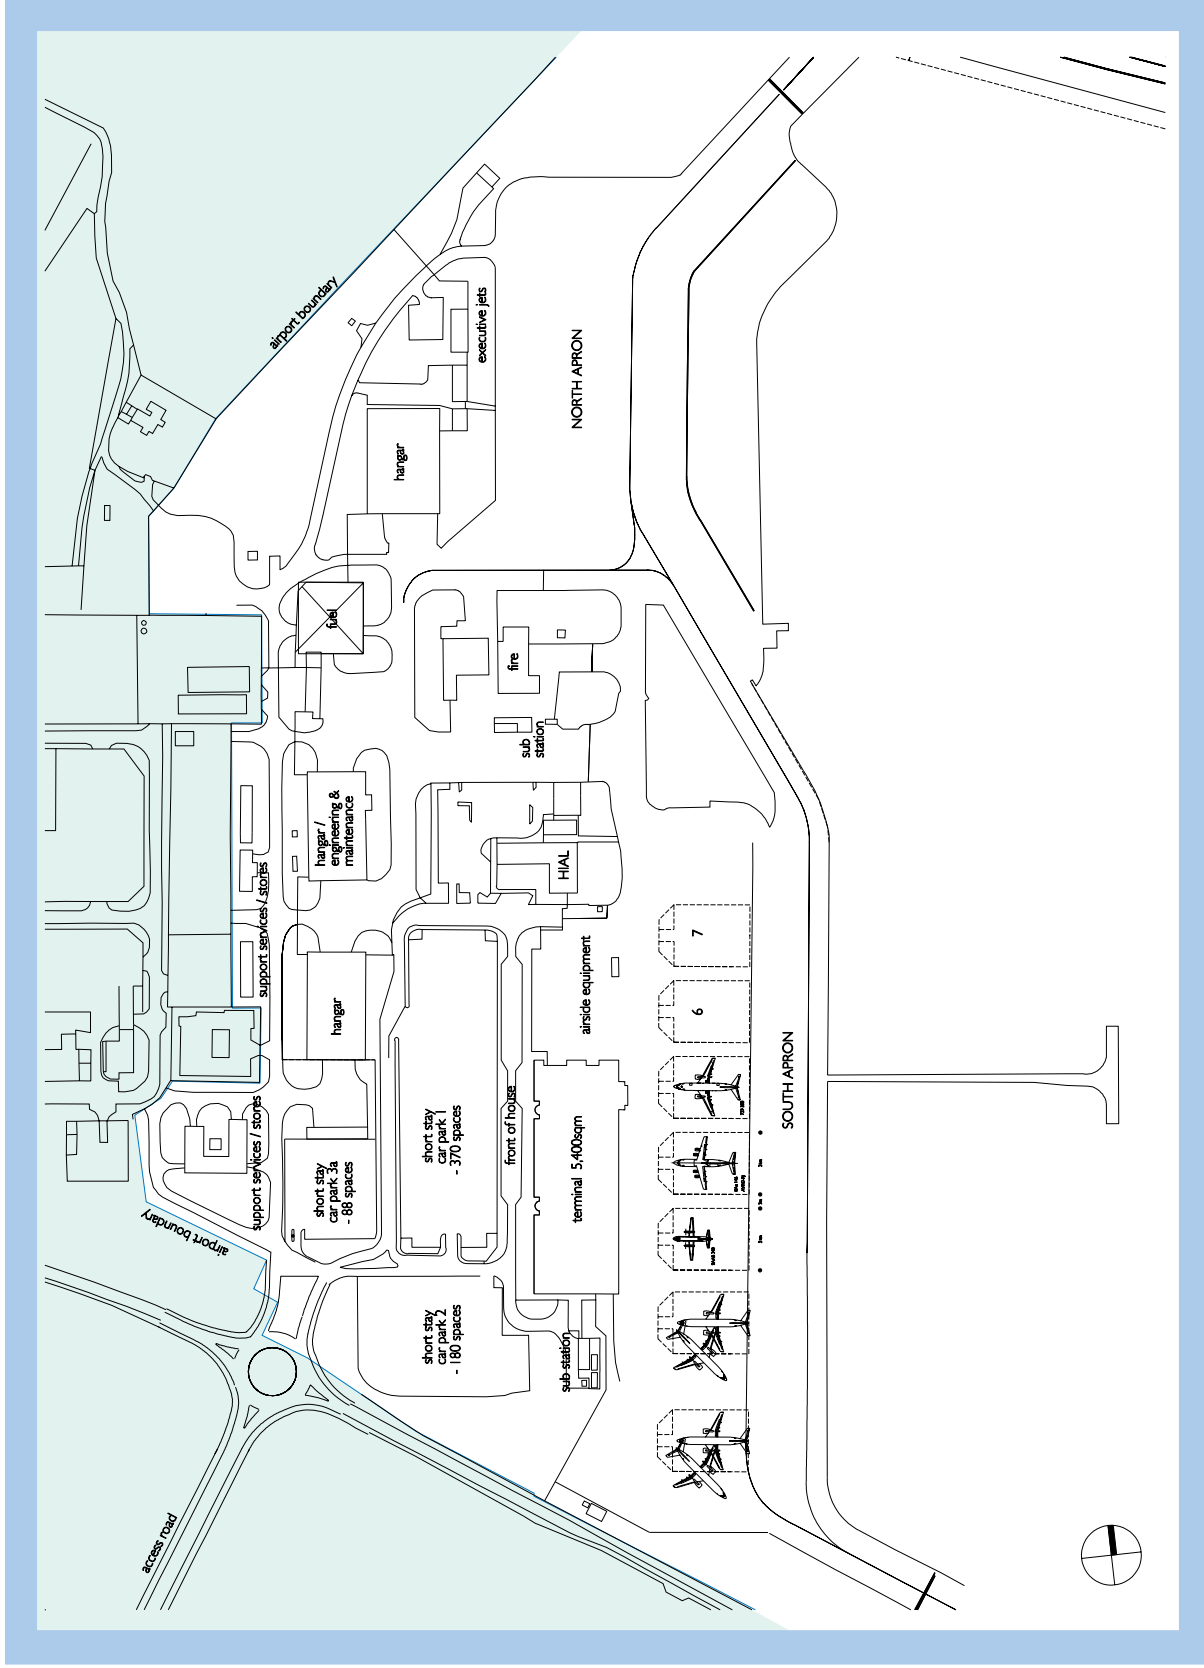 airport boundary
executive jets
NORTH APRON
hangar
fuel
fire
sub
station
hangar /
engineering &
maintenance
support services / stores
HIAL
7
airside equipment
6
hangar
SOUTH APRON
front of house
short stay
car park 1
- 370 spaces
terminal 5,400sqm
support services / stores
short stay
car park 3a
- 88 spaces
airport boundary
short stay
car park 2
- 180 spaces
sub station
access road